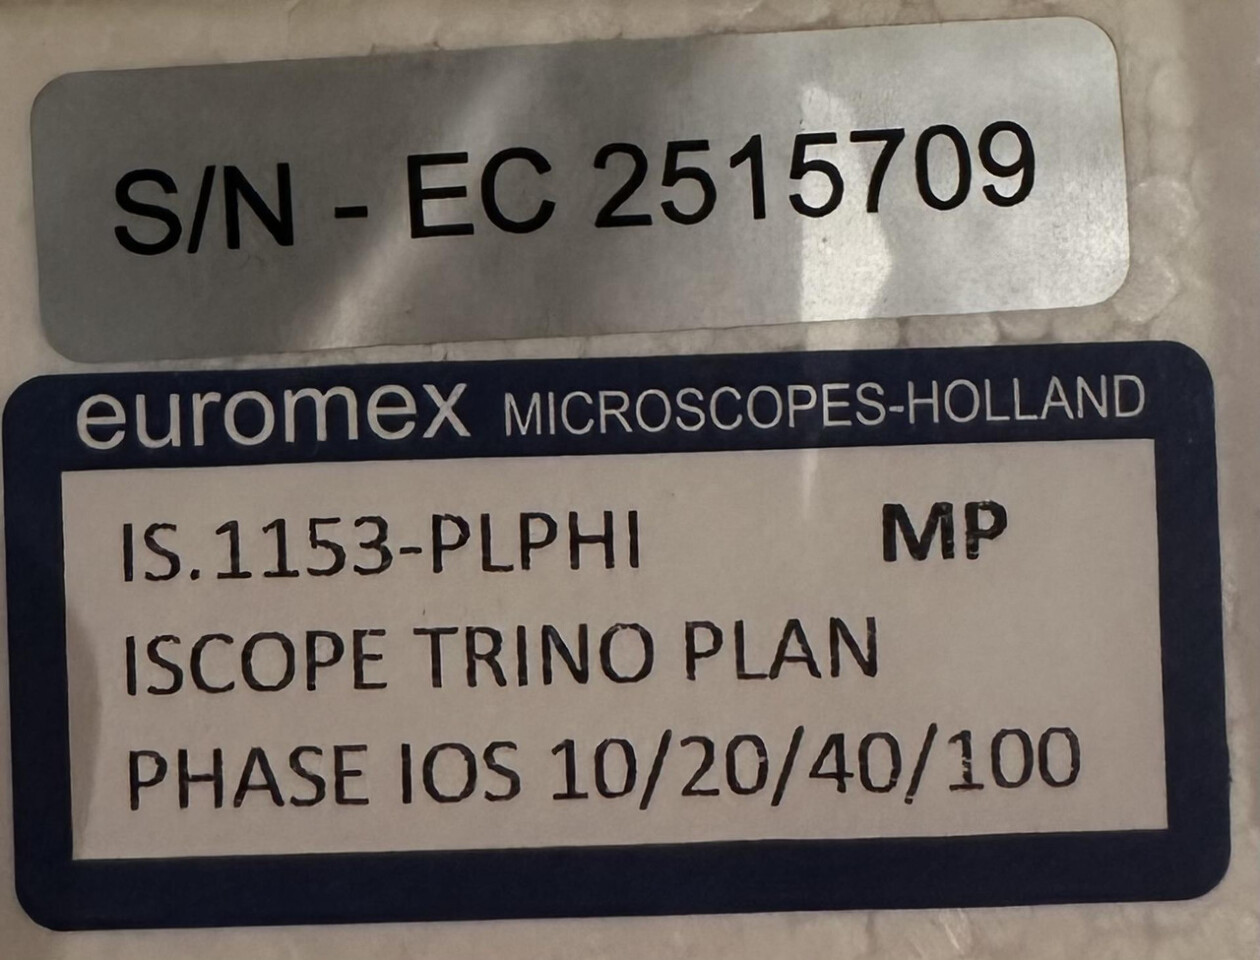 S/N - EC 2515709
euromex MICROSCOPES-HOLLAND
IS.1153-PLPHI MP
ISCOPE TRINO PLAN
PHASE IOS 10/20/40/100